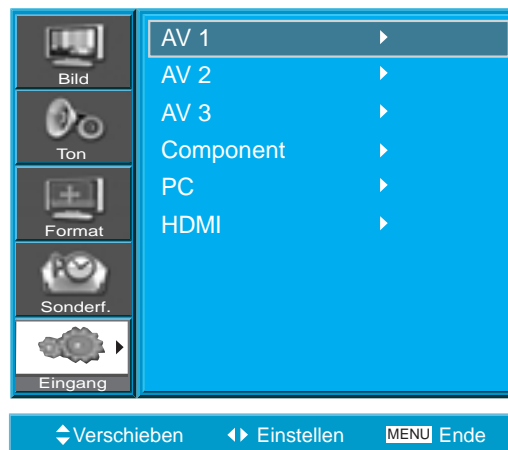 Bild
Ton
Format
Sonderf.
Eingang
AV 1
AV 2
AV 3
Component
PC
HDMI
Verschieben Einstellen MENU Ende